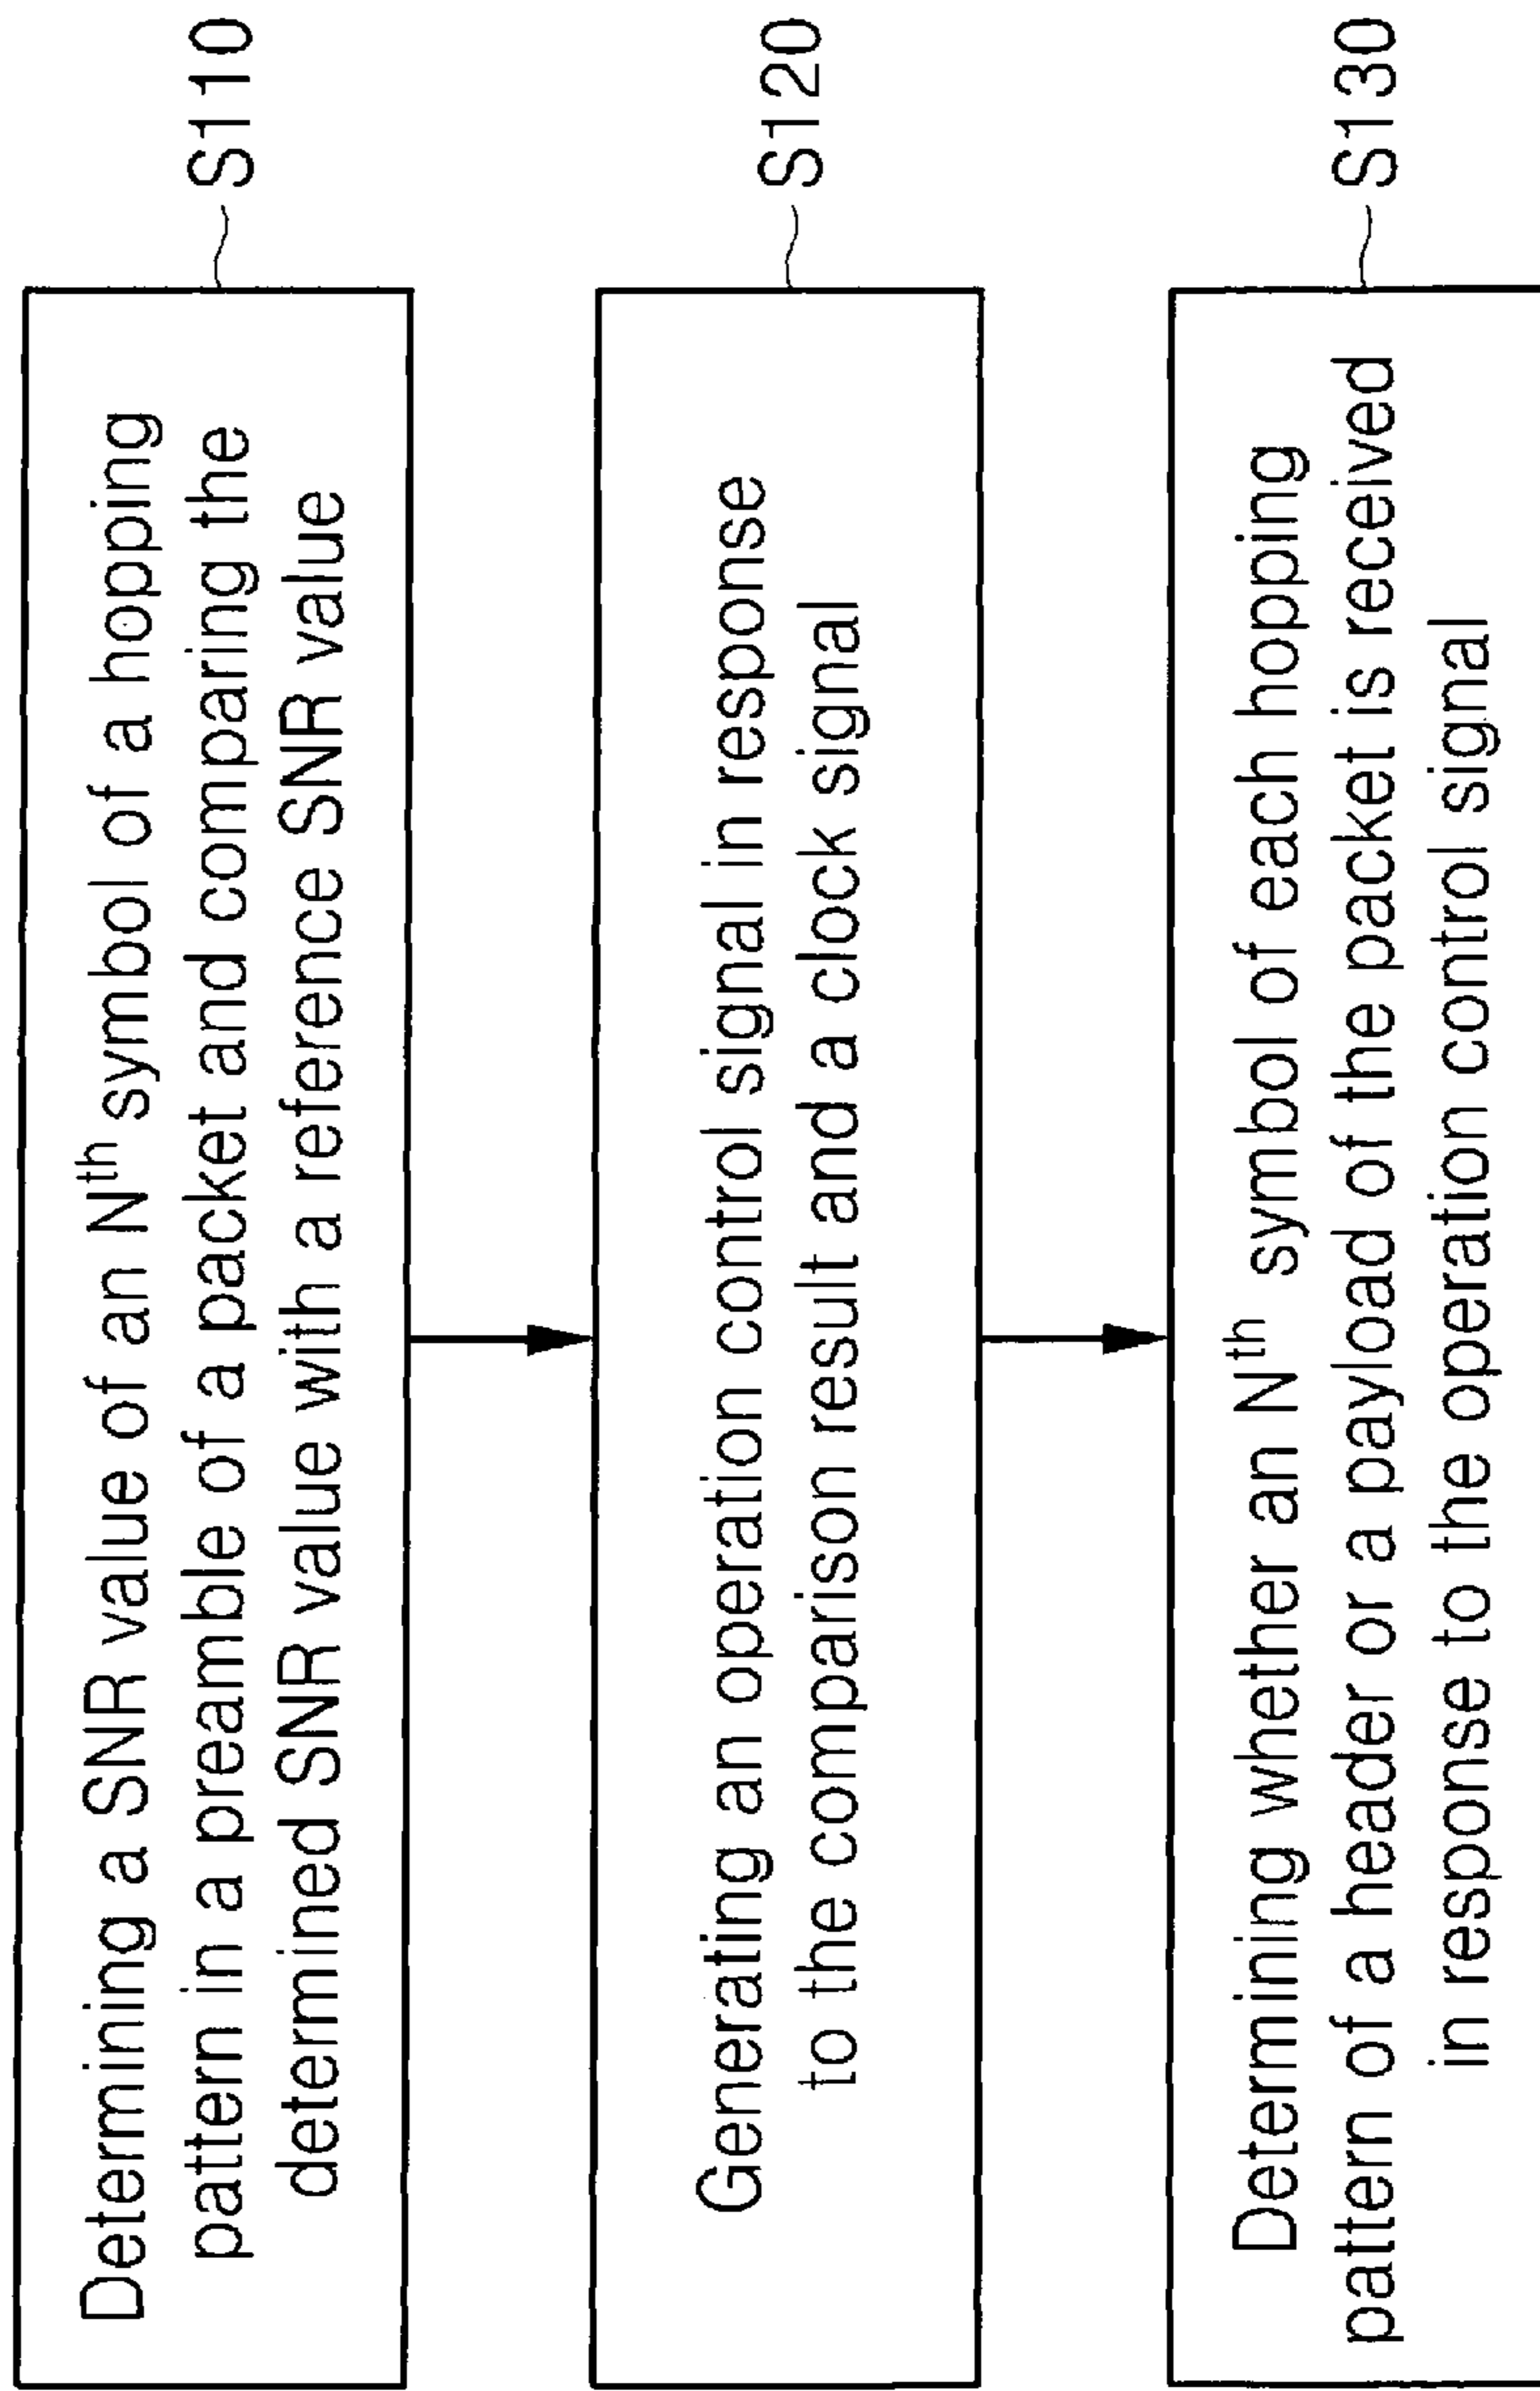 Determining a SNR value of an Nth symbol of a hopping
pattern in a preamble of a packet and comparing the
determined SNR value with a reference SNR value
S110
Generating an operation control signal in response
to the comparison result and a clock signal
S120
Determining whether an Nth symbol of each hopping
pattern of a header or a payload of the packet is received
in response to the operation control signal
S130